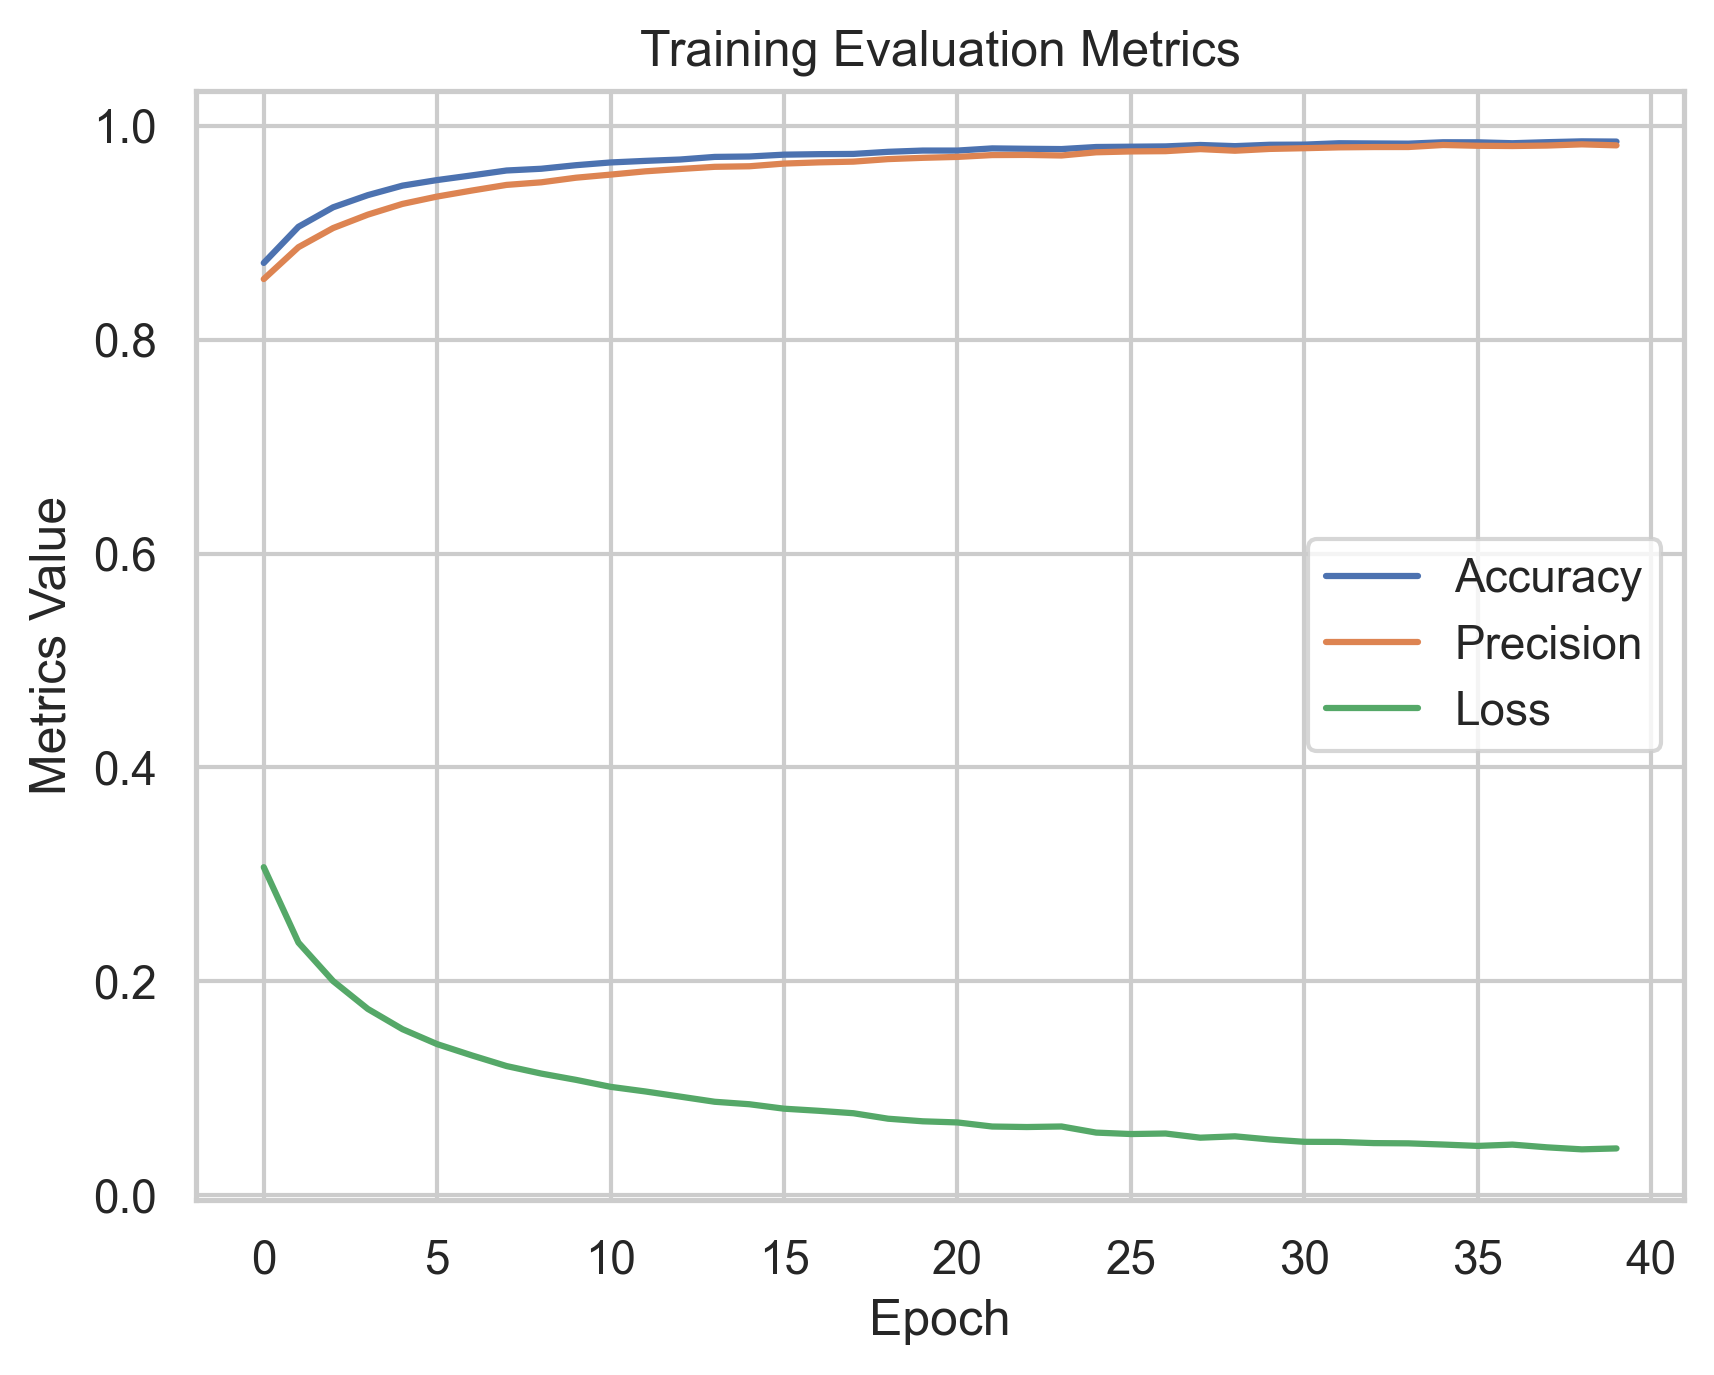 Training Evaluation Metrics
1.0
0.8
0.6
0.4
0.2
0.0
Metrics Value
Accuracy
Precision
Loss
0 5 10 15 20 25 30 35 40
Epoch